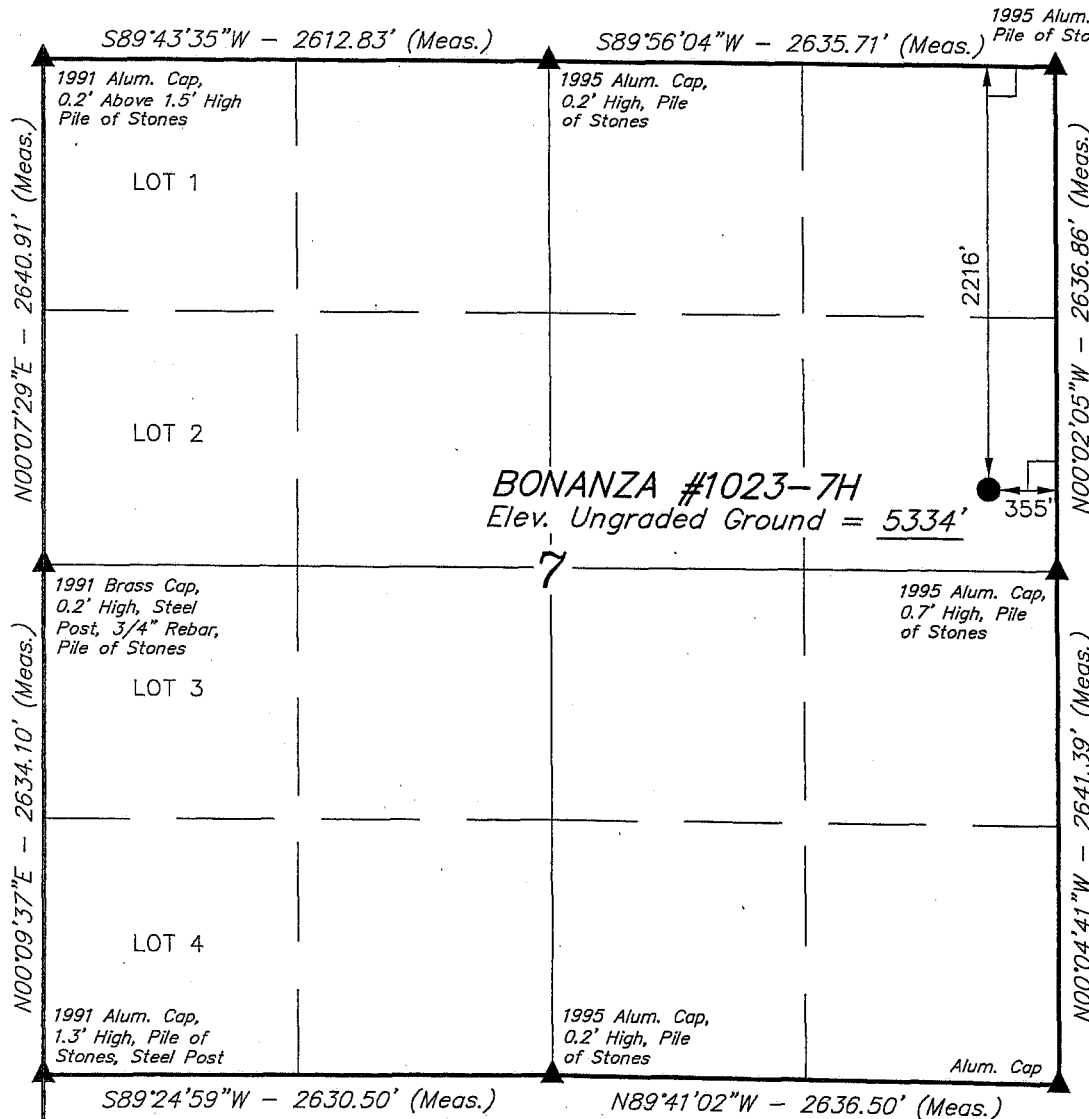 1995 Alum.
Pile of Sto
S89°43'35"W - 2612.83' (Meas.)
S89°56'04"W - 2635.71' (Meas.)
1991 Alum. Cap,
0.2' Above 1.5' High
Pile of Stones
1995 Alum. Cap,
0.2' High, Pile
of Stones
LOT 1
N00°07'29"E - 2640.91' (Meas.)
N00°02'05"W - 2636.86' (Meas.)
2216'
LOT 2
BONANZA #1023-7H
Elev. Ungraded Ground = 5334'
355'
7
1991 Brass Cap,
0.2' High, Steel
Post, 3/4" Rebar,
Pile of Stones
1995 Alum. Cap,
0.7' High, Pile
of Stones
LOT 3
N00°09'37"E - 2634.10' (Meas.)
N00°04'41"W - 2641.39' (Meas.)
LOT 4
1991 Alum. Cap,
1.3' High, Pile of
Stones, Steel Post
1995 Alum. Cap,
0.2' High, Pile
of Stones
Alum. Cap
S89°24'59"W - 2630.50' (Meas.)
N89°41'02"W - 2636.50' (Meas.)